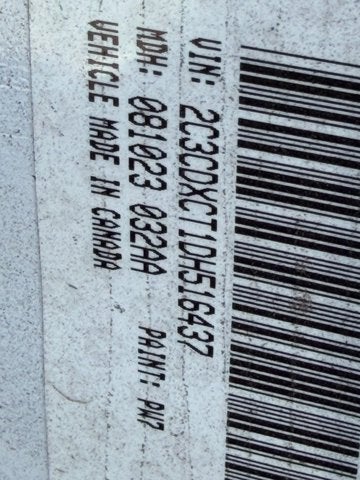 VIN: 2C3CDXCT1DH516437
MDH: 081023 032AA PAINT: PW7
VEHICLE MADE IN CANADA